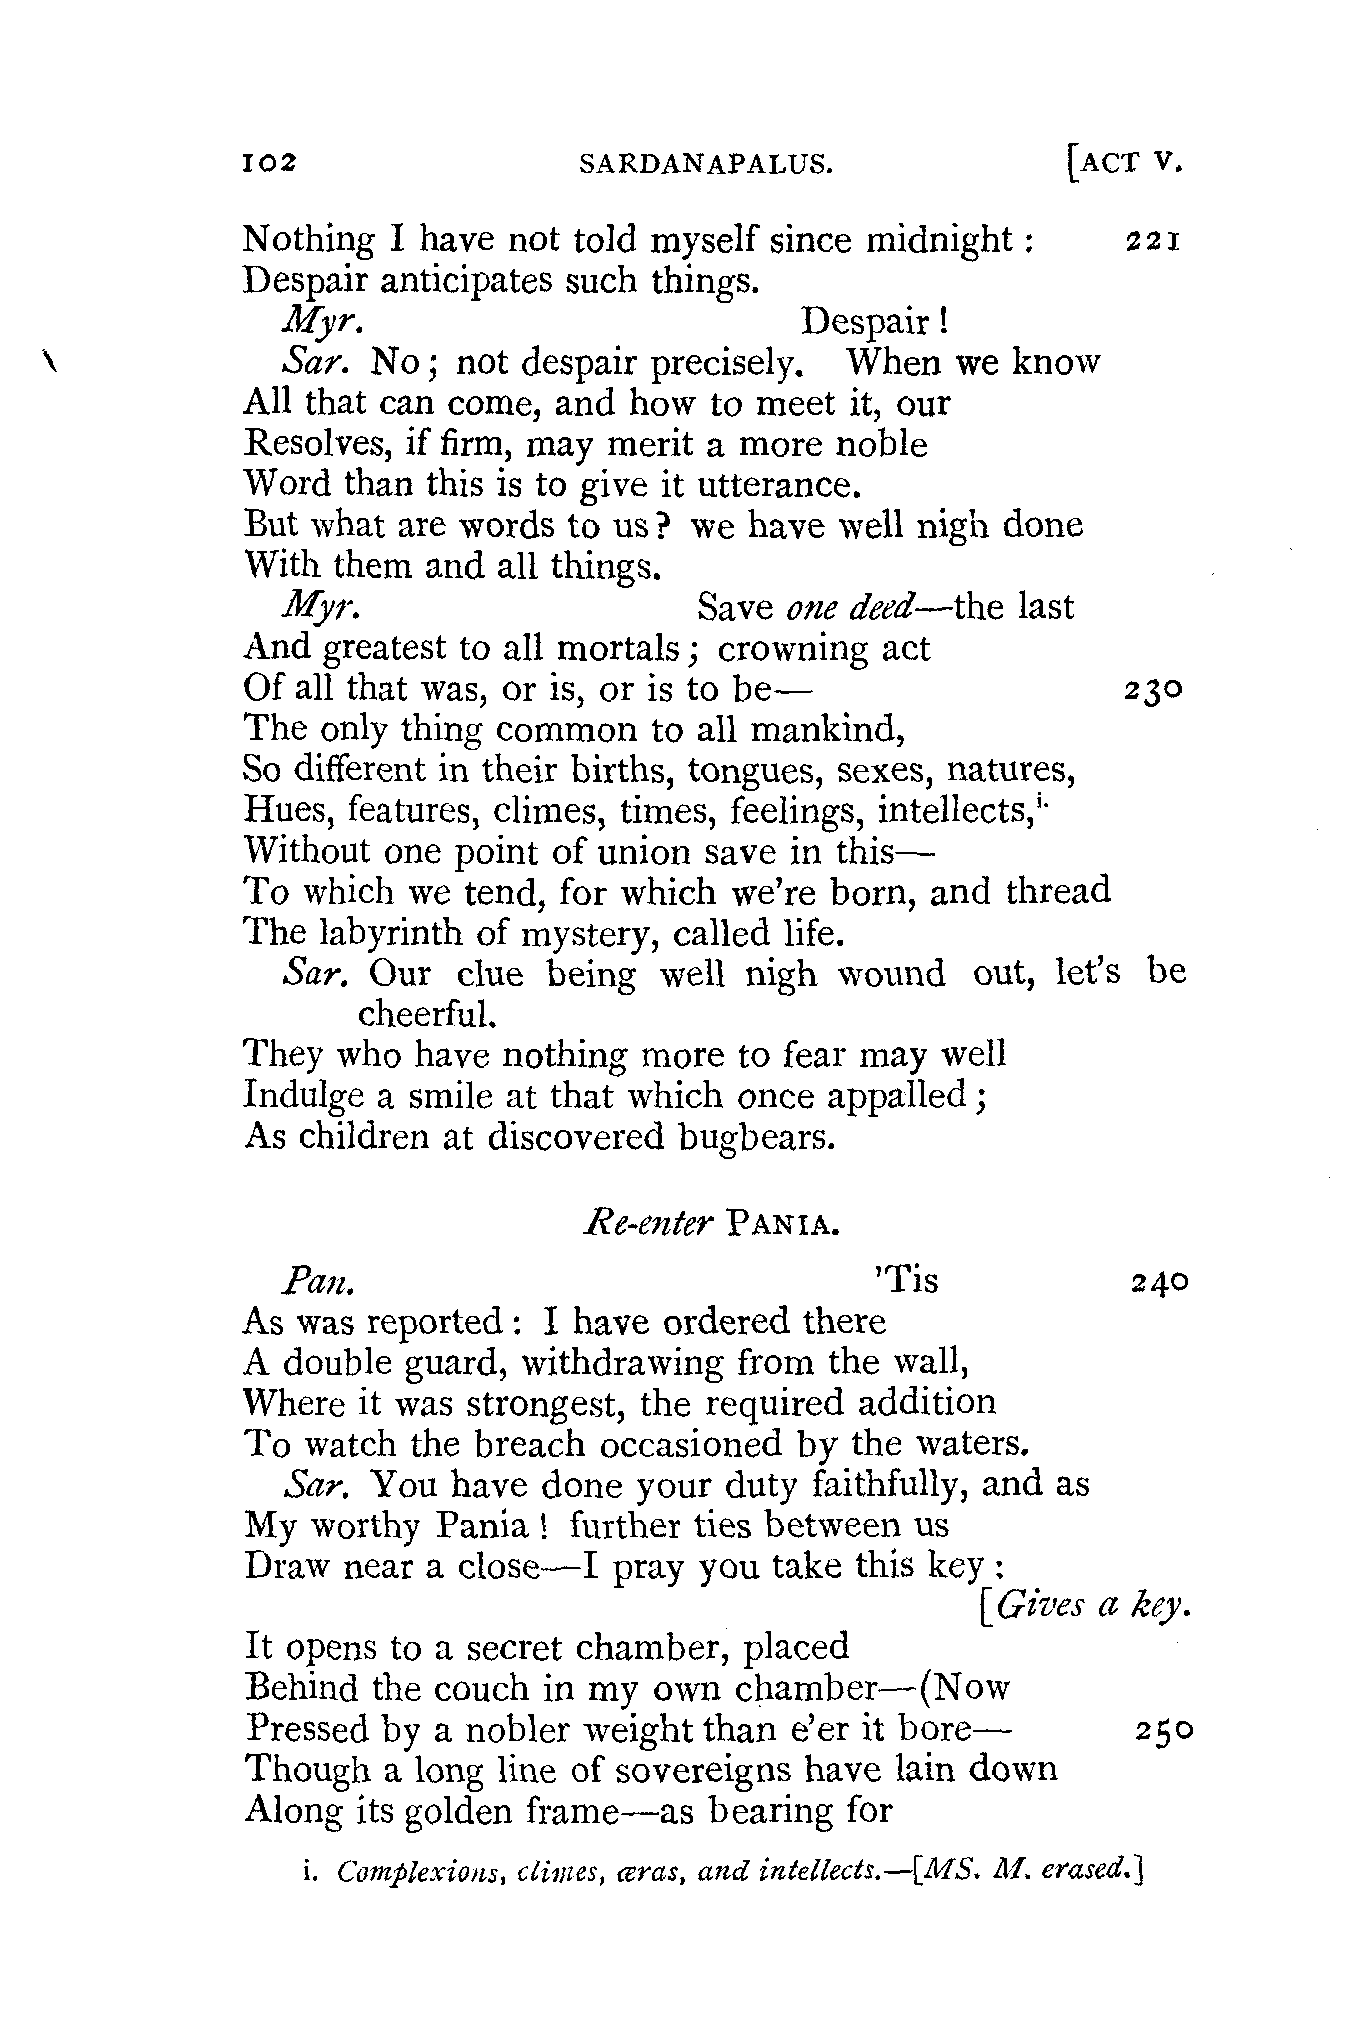 102 SARDANAPALUS. [ACT V.
Nothing I have not told myself since midnight : 221
Despair anticipates such things.
Myr. Despair !
Sar. No ; not despair precisely. When we know
All that can come, and how to meet it, our
Resolves, if firm, may merit a more noble
Word than this is to give it utterance.
But what are words to us ? we have well nigh done
With them and all things.
Myr. Save one deed—the last
And greatest to all mortals ; crowning act
Of all that was, or is, or is to be— 230
The only thing common to all mankind,
So different in their births, tongues, sexes, natures,
Hues, features, climes, times, feelings, intellects,i.
Without one point of union save in this—
To which we tend, for which we're born, and thread
The labyrinth of mystery, called life.
Sar. Our clue being well nigh wound out, let's be
cheerful.
They who have nothing more to fear may well
Indulge a smile at that which once appalled ;
As children at discovered bugbears.
Re-enter PANIA.
Pan. 'Tis 240
As was reported : I have ordered there
A double guard, withdrawing from the wall,
Where it was strongest, the required addition
To watch the breach occasioned by the waters.
Sar. You have done your duty faithfully, and as
My worthy Pania ! further ties between us
Draw near a close—I pray you take this key :
[Gives a key.
It opens to a secret chamber, placed
Behind the couch in my own chamber—(Now
Pressed by a nobler weight than e'er it bore— 250
Though a long line of sovereigns have lain down
Along its golden frame—as bearing for
i. Complexions, climes, æras, and intellects.—[MS. M. erased.]